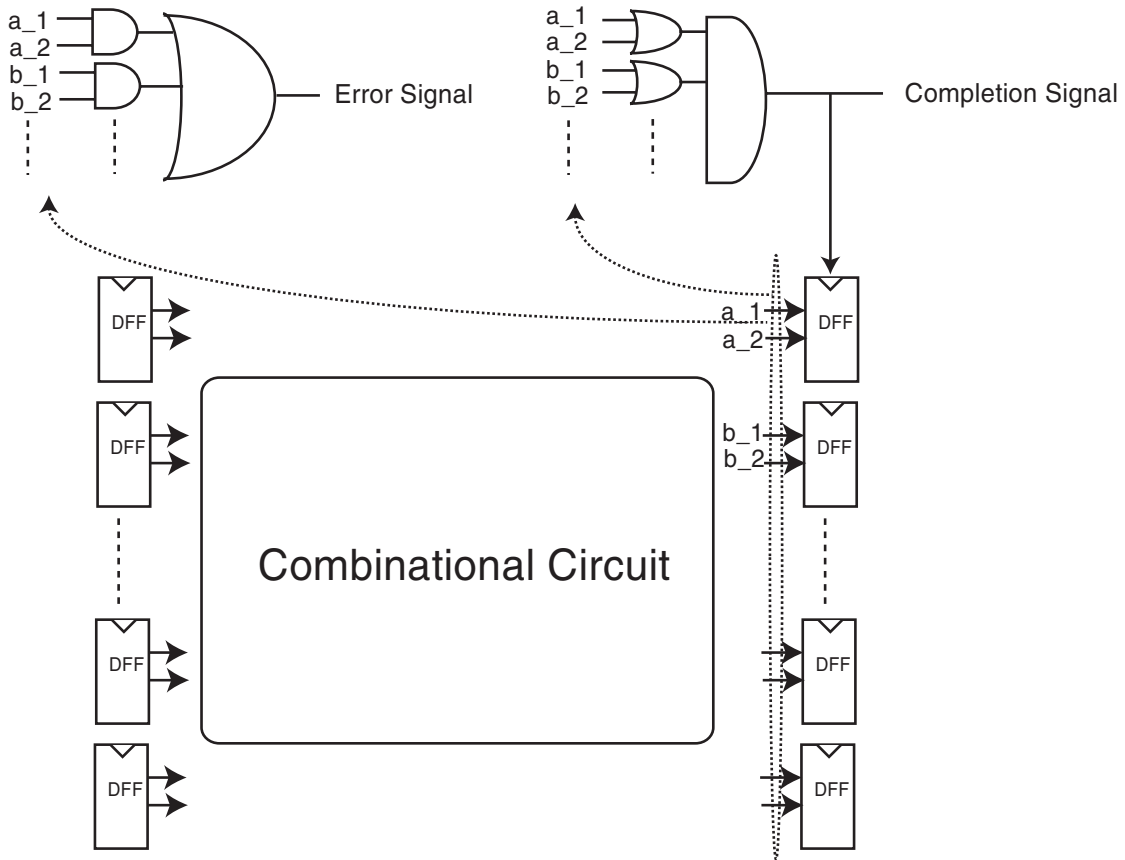 a_1
a_2
b_1
b_2
Error Signal
a_1
a_2
b_1
b_2
Completion Signal
DFF
a_1
a_2
DFF
DFF
b_1
b_2
DFF
Combinational Circuit
DFF
DFF
DFF
DFF